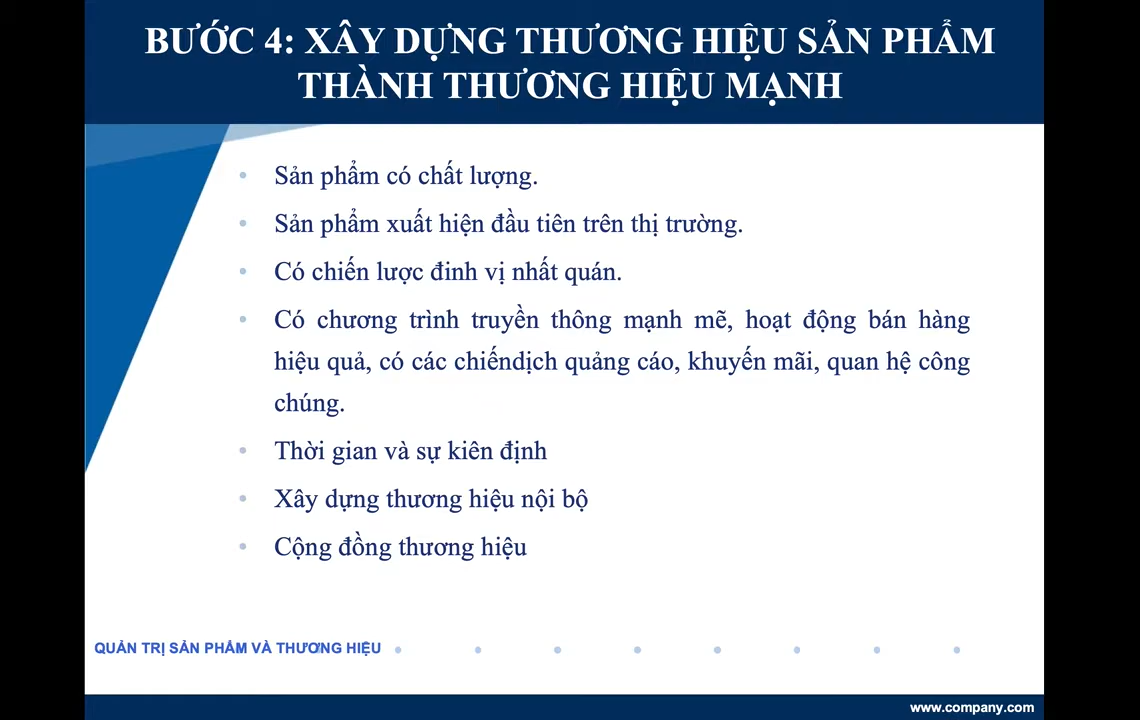 BƯỚC 4: XÂY DỰNG THƯƠNG HIỆU SẢN PHẨM
THÀNH THƯƠNG HIỆU MẠNH
• Sản phẩm có chất lượng.
• Sản phẩm xuất hiện đầu tiên trên thị trường.
• Có chiến lược đinh vị nhất quán.
• Có chương trình truyền thông mạnh mẽ, hoạt động bán hàng
hiệu quả, có các chiếndịch quảng cáo, khuyến mãi, quan hệ công
chúng.
• Thời gian và sự kiên định
• Xây dựng thương hiệu nội bộ
• Cộng đồng thương hiệu
QUẢN TRỊ SẢN PHẨM VÀ THƯƠNG HIỆU
www.company.com